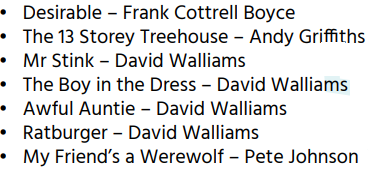 • Desirable – Frank Cottrell Boyce
• The 13 Storey Treehouse – Andy Griffiths
• Mr Stink – David Walliams
• The Boy in the Dress – David Walliams
• Awful Auntie – David Walliams
• Ratburger – David Walliams
• My Friend’s a Werewolf – Pete Johnson